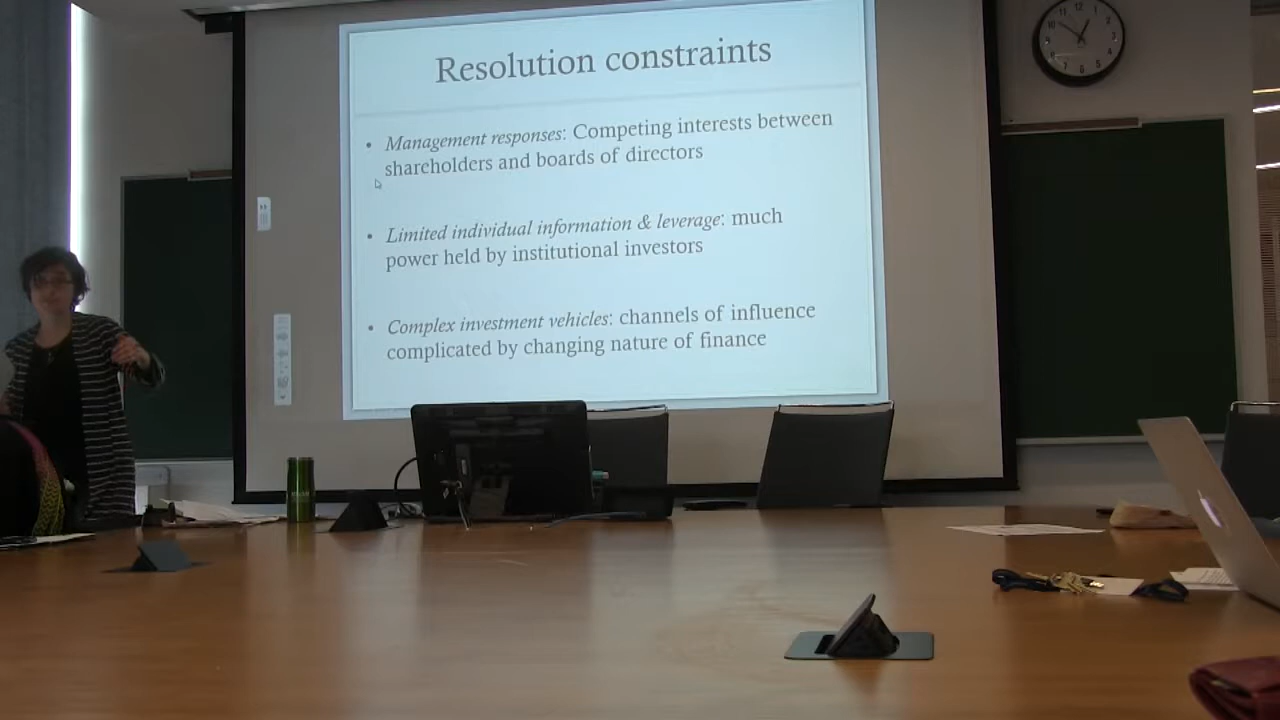 Resolution constraints
• Management responses: Competing interests between
shareholders and boards of directors
• Limited individual information & leverage: much
power held by institutional investors
• Complex investment vehicles: channels of influence
complicated by changing nature of finance